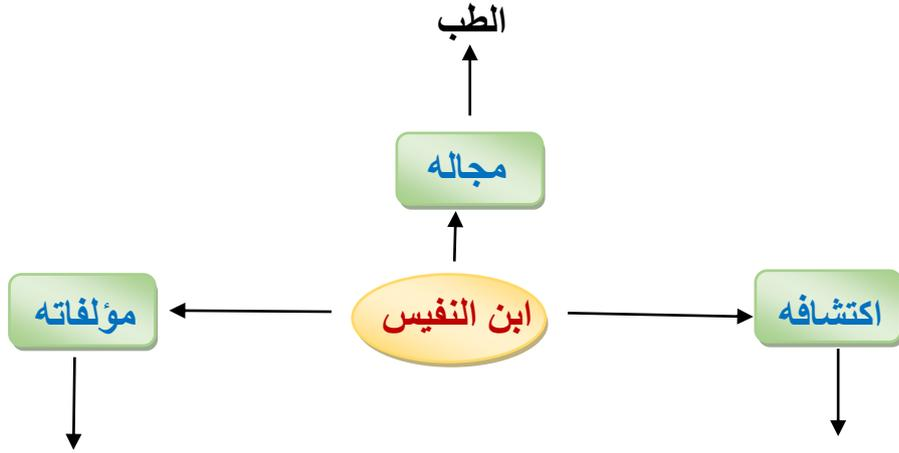 الطب
مجاله
اكتشافه
ابن النفيس
مؤلفاته